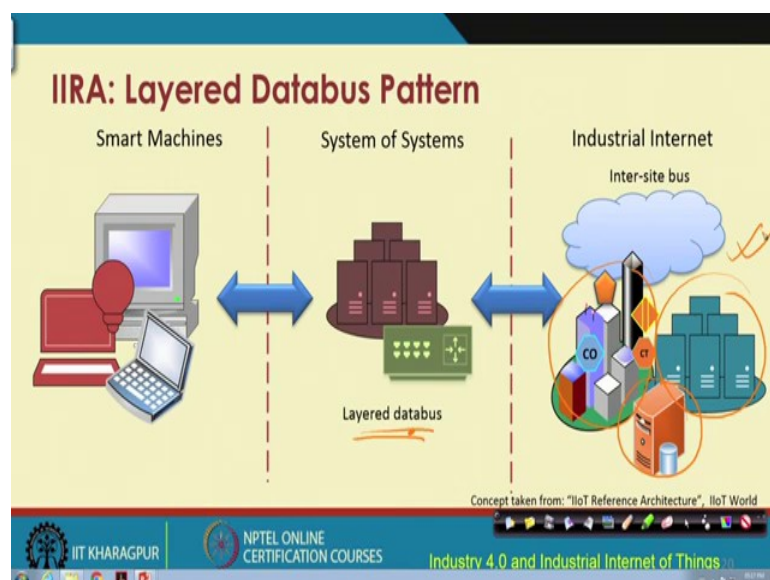 IIRA: Layered Databus Pattern
Smart Machines
System of Systems
Industrial Internet
Inter-site bus
CO
CT
Layered databus
Concept taken from: "IIoT Reference Architecture", IIoT World
IIT KHARAGPUR
NPTEL ONLINE
CERTIFICATION COURSES
Industry 4.0 and Industrial Internet of Things